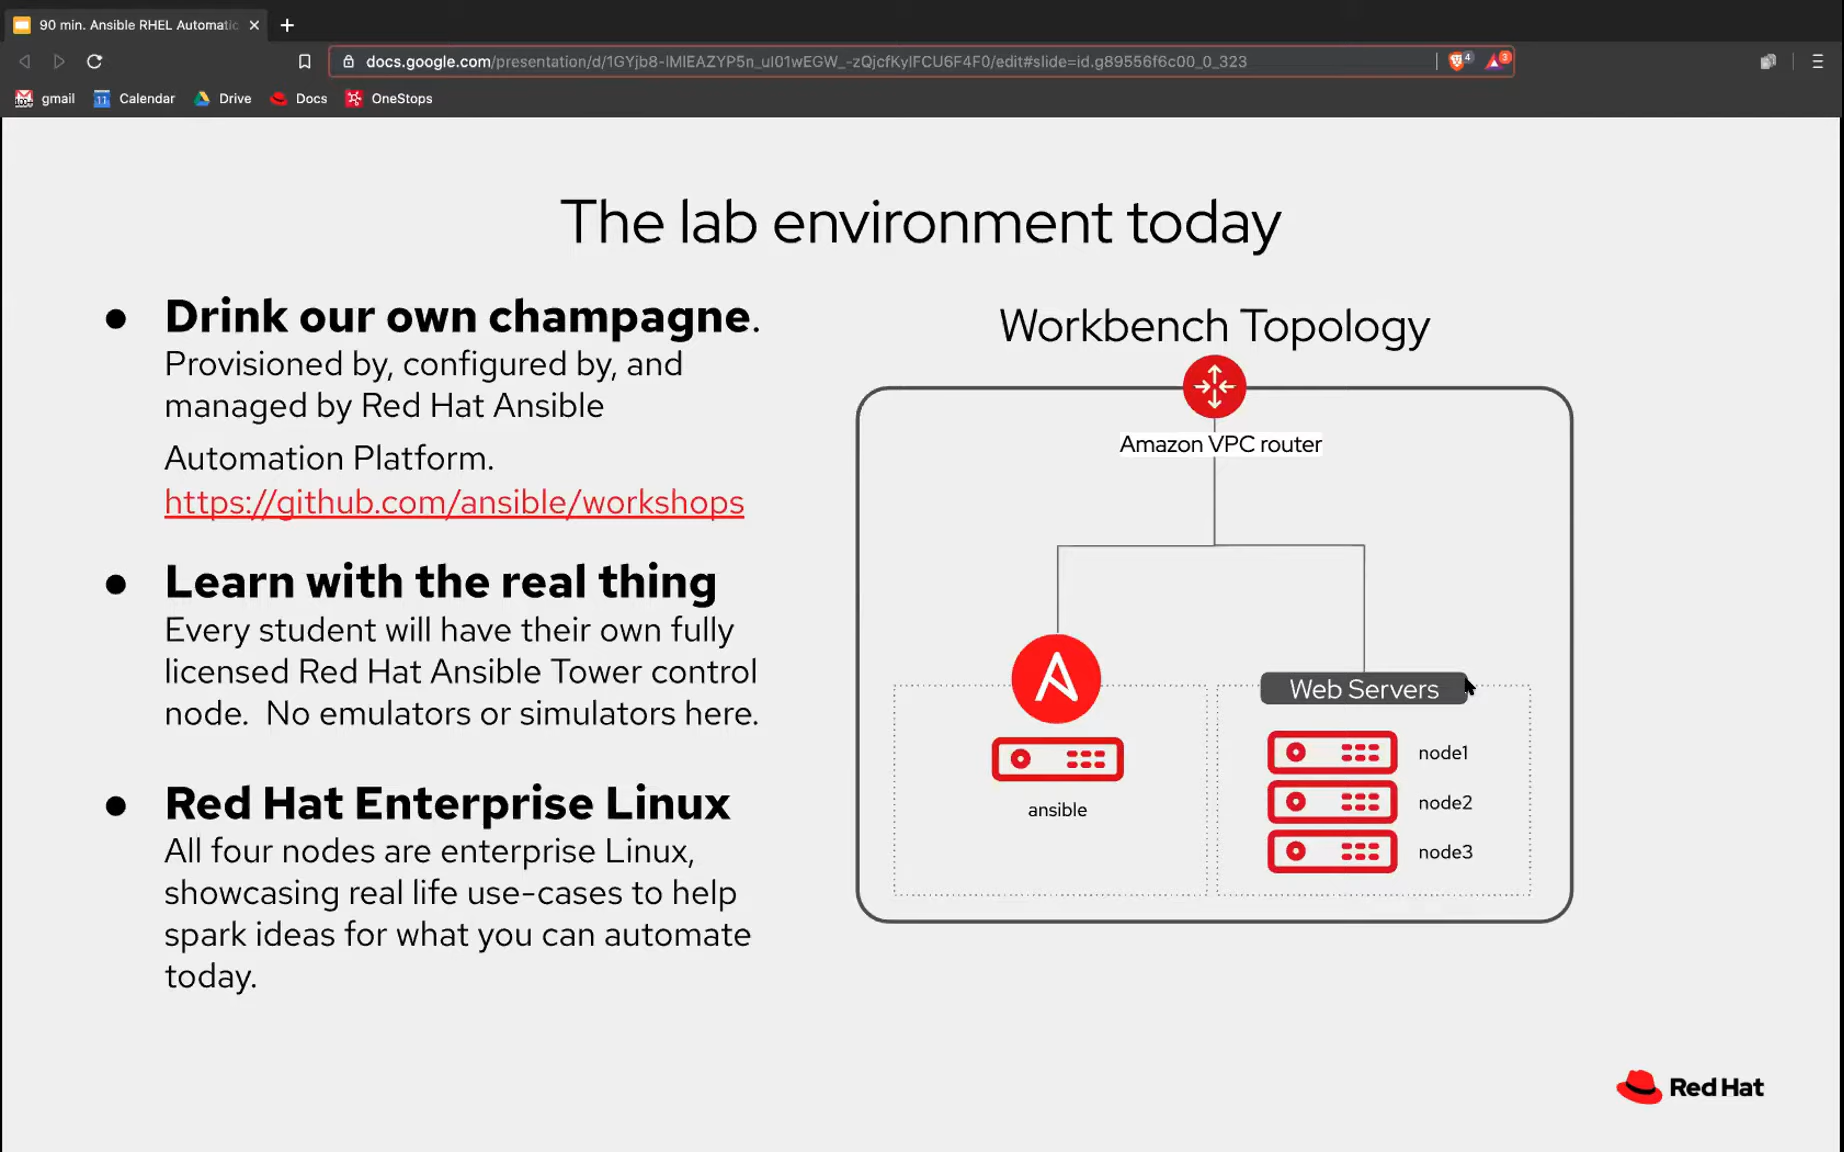 90 min. Ansible RHEL Automatic
docs.google.com/presentation/d/1GYjb8-lMlEAZYP5n_ul01wEGW_-zQjcfKylFCU6F4F0/edit#slide=id.g89556f6c00_0_323
4
3
gmail Calendar Drive Docs OneStops
The lab environment today
● Drink our own champagne.
Provisioned by, configured by, and
managed by Red Hat Ansible
Automation Platform.
https://github.com/ansible/workshops
● Learn with the real thing
Every student will have their own fully
licensed Red Hat Ansible Tower control
node.  No emulators or simulators here.
● Red Hat Enterprise Linux
All four nodes are enterprise Linux,
showcasing real life use-cases to help
spark ideas for what you can automate
today.
Workbench Topology
Amazon VPC router
ansible
Web Servers
node1
node2
node3
Red Hat